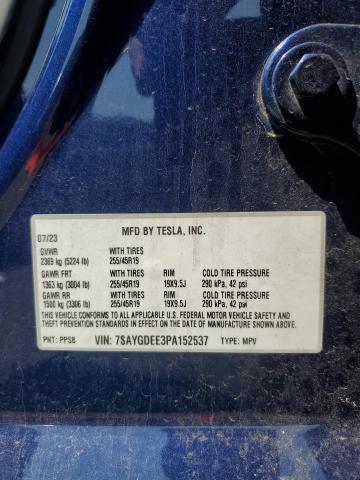 MFD BY TESLA, INC.
07/23
GVWR WITH TIRES
2369 kg (5224 lb) 255/45R19
GAWR FRT WITH TIRES RIM COLD TIRE PRESSURE
1363 kg (3004 lb) 255/45R19 19X9.5J 290 kPa, 42 psi
GAWR RR WITH TIRES RIM COLD TIRE PRESSURE
1500 kg (3306 lb) 255/45R19 19X9.5J 290 kPa, 42 psi
THIS VEHICLE CONFORMS TO ALL APPLICABLE U.S. FEDERAL MOTOR VEHICLE SAFETY AND
THEFT PREVENTION STANDARDS IN EFFECT ON THE DATE OF MANUFACTURE SHOWN ABOVE.
PNT: PPSB VIN: 7SAYGDEE3PA152537 TYPE: MPV